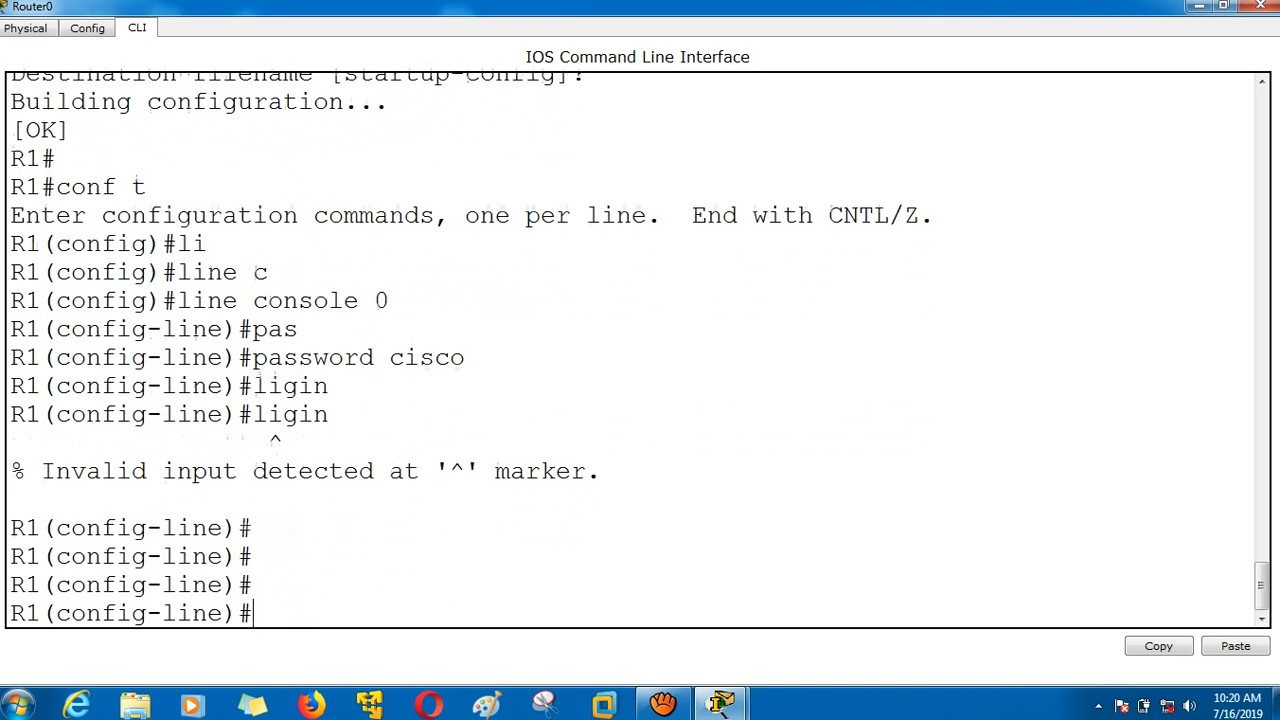 Router0
Physical Config CLI
IOS Command Line Interface
Destination filename [startup-config]?
Building configuration...
[OK]
R1#
R1#conf t
Enter configuration commands, one per line.  End with CNTL/Z.
R1(config)#li
R1(config)#line c
R1(config)#line console 0
R1(config-line)#pas
R1(config-line)#password cisco
R1(config-line)#ligin
R1(config-line)#ligin
^
% Invalid input detected at '^' marker.
R1(config-line)#
R1(config-line)#
R1(config-line)#
R1(config-line)#
Copy Paste
10:20 AM
7/16/2019